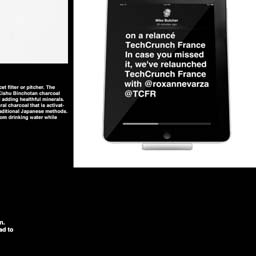 Mike Butcher
on a relancé
TechCrunch France
In case you missed
it, we've relaunched
TechCrunch France
with @roxannevarza
@TCFR
cet filter or pitcher. The
Kishu Binchotan charcoal
adding healthful minerals.
ral charcoal that is activat-
aditional Japanese methods.
om drinking water while
n.
ad to